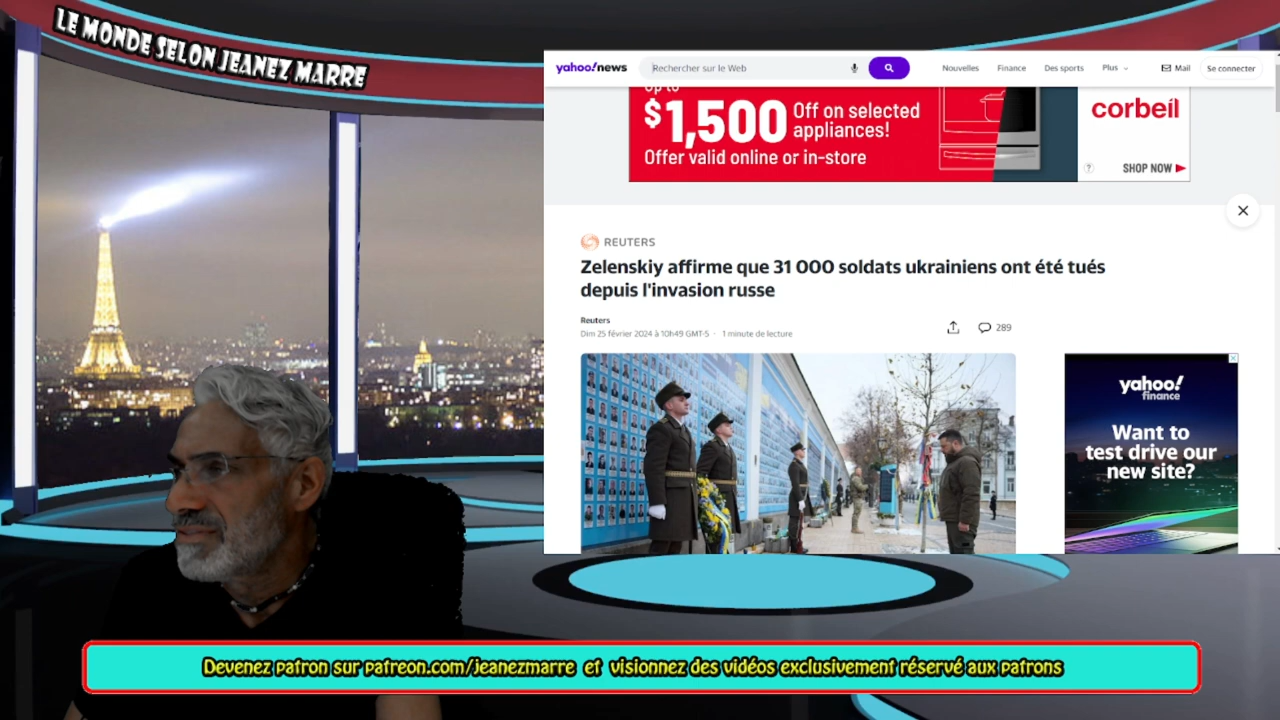 LE MONDE SELON JEANEZ MARRE
yahoo!news
Rechercher sur le Web
Nouvelles
Finance
Des sports
Plus
Mail
Se connecter
Up to
$1,500 Off on selected
appliances!
Offer valid online or in-store
corbeil
SHOP NOW
REUTERS
Zelenskiy affirme que 31 000 soldats ukrainiens ont été tués
depuis l'invasion russe
Reuters
Dim 25 février 2024 à 10h49 GMT-5 · 1 minute de lecture
289
yahoo!
finance
Want to
test drive our
new site?
Devenez patron sur patreon.com/jeanezmarre et visionnez des vidéos exclusivement réservé aux patrons